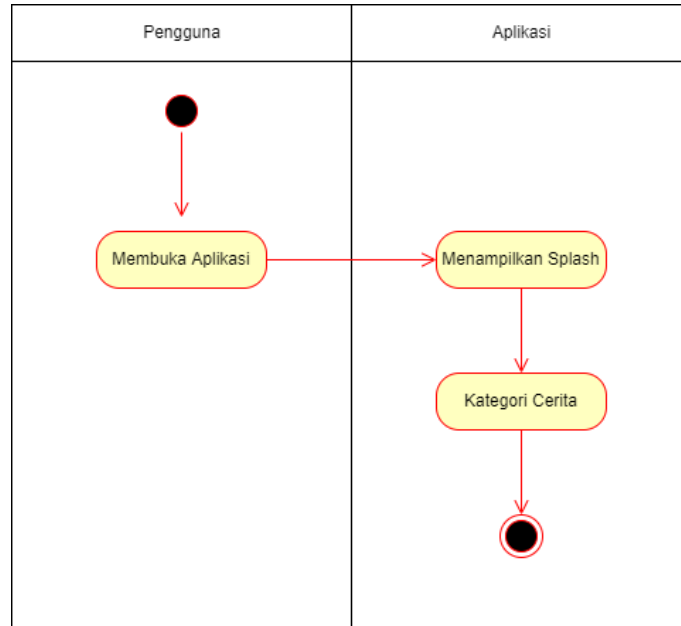 Pengguna
Aplikasi
Membuka Aplikasi
Menampilkan Splash
Kategori Cerita